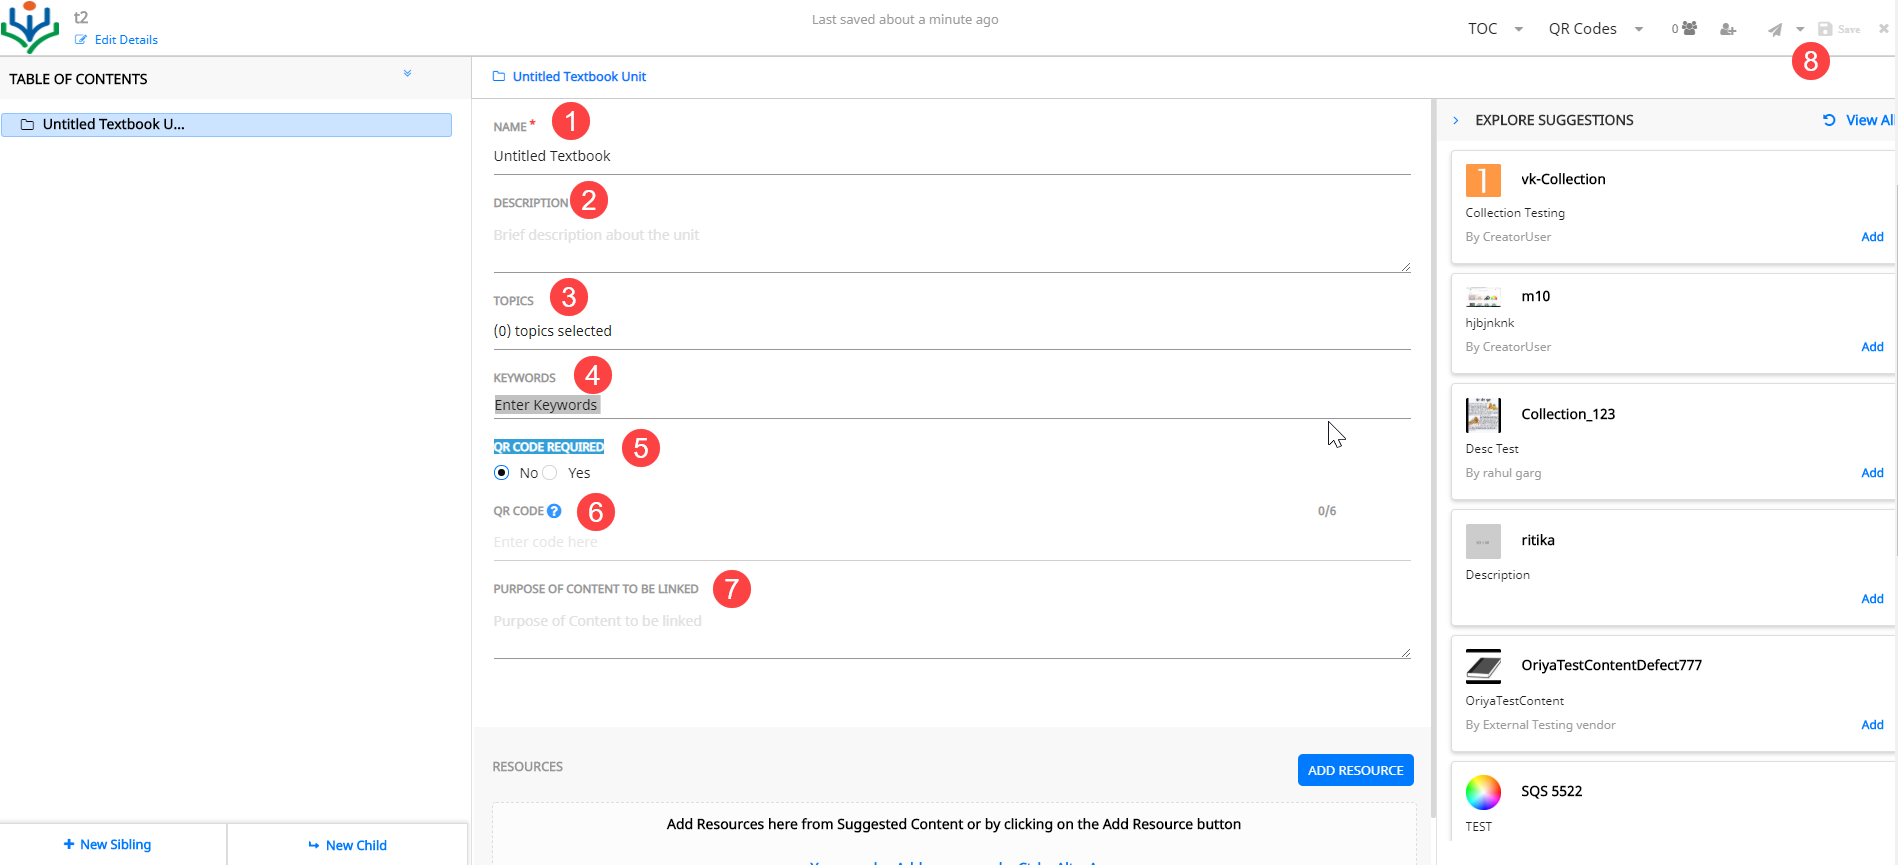 t2
Edit Details
Last saved about a minute ago
TOC
QR Codes
0
Save
8
TABLE OF CONTENTS
Untitled Textbook U...
New Sibling
New Child
Untitled Textbook Unit
NAME * 1
Untitled Textbook
DESCRIPTION 2
Brief description about the unit
TOPICS 3
(0) topics selected
KEYWORDS 4
Enter Keywords
QR CODE REQUIRED 5
No Yes
QR CODE ? 6 0/6
Enter code here
PURPOSE OF CONTENT TO BE LINKED 7
Purpose of Content to be linked
RESOURCES
ADD RESOURCE
Add Resources here from Suggested Content or by clicking on the Add Resource button
EXPLORE SUGGESTIONS
View All
1
vk-Collection
Collection Testing
By CreatorUser
Add
m10
hjbjnknk
By CreatorUser
Add
Collection_123
Desc Test
By rahul garg
Add
ritika
Description
Add
OriyaTestContentDefect777
OriyaTestContent
By External Testing vendor
Add
SQS 5522
TEST